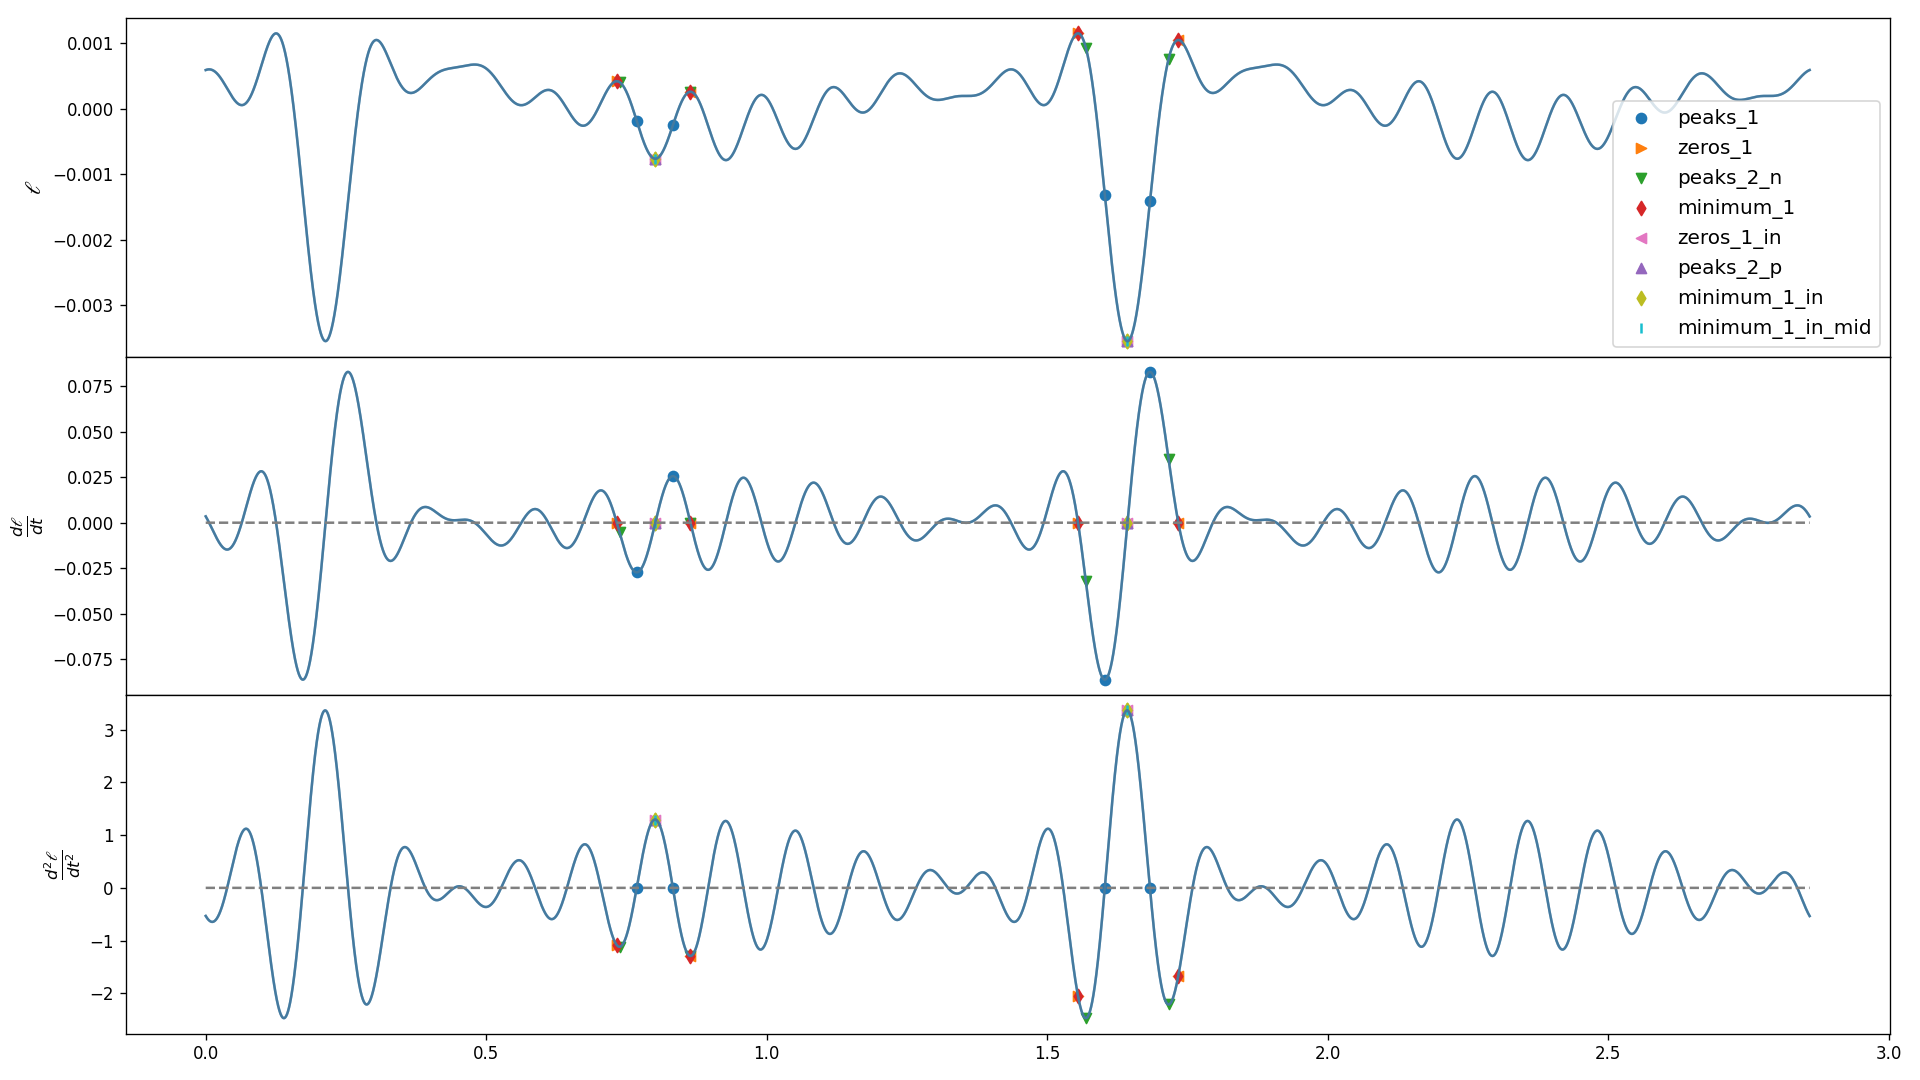 0.001
0.000
−0.001
−0.002
−0.003
ℓ
peaks_1
zeros_1
peaks_2_n
minimum_1
zeros_1_in
peaks_2_p
minimum_1_in
minimum_1_in_mid
0.075
0.050
0.025
0.000
−0.025
−0.050
−0.075
dℓ
dt
3
2
1
0
−1
−2
d²ℓ
dt²
0.0 0.5 1.0 1.5 2.0 2.5 3.0